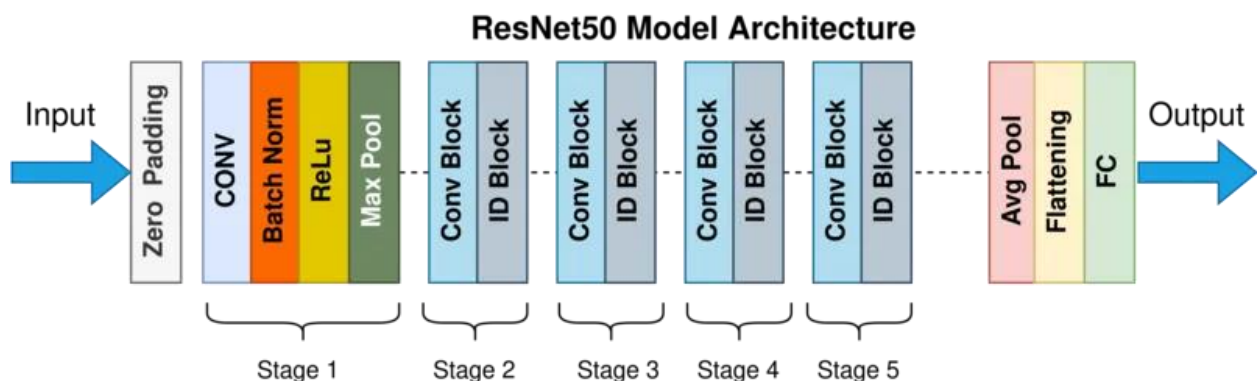 ResNet50 Model Architecture
Input
Zero Padding
CONV
Batch Norm
ReLu
Max Pool
Conv Block
ID Block
Conv Block
ID Block
Conv Block
ID Block
Conv Block
ID Block
Avg Pool
Flattening
FC
Output
Stage 1
Stage 2
Stage 3
Stage 4
Stage 5